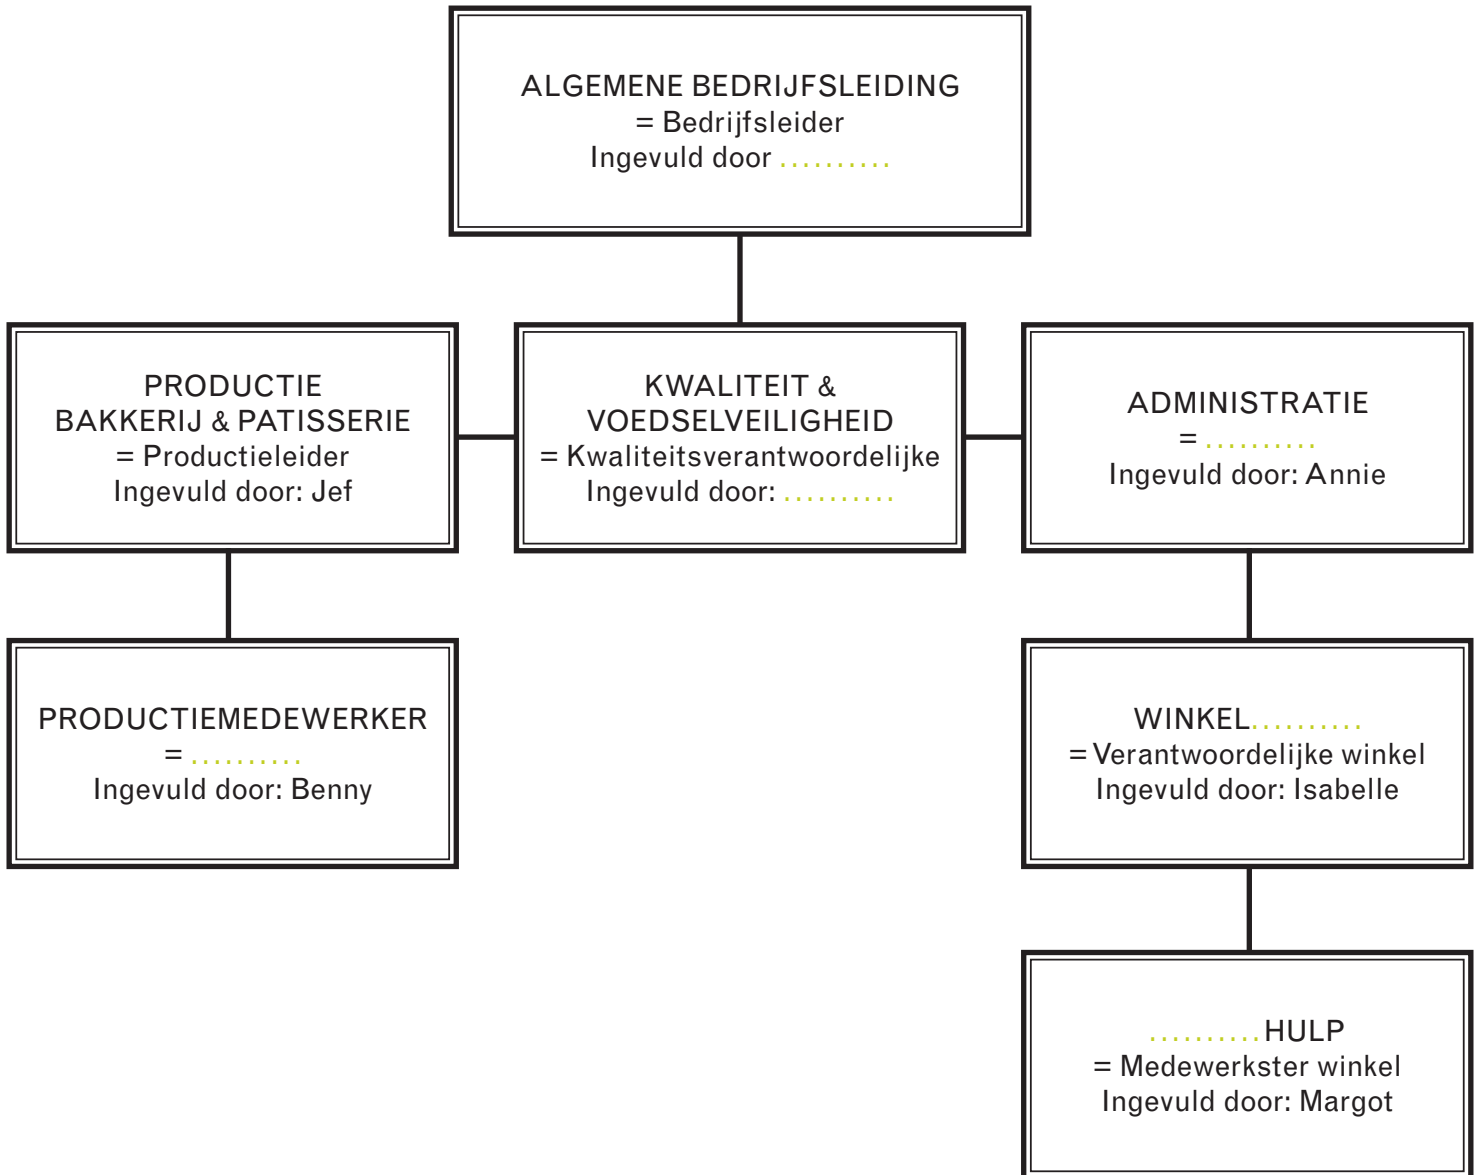 ALGEMENE BEDRIJFSLEIDING
= Bedrijfsleider
Ingevuld door ..........
PRODUCTIE
BAKKERIJ & PATISSERIE
= Productieleider
Ingevuld door: Jef
KWALITEIT &
VOEDSELVEILIGHEID
= Kwaliteitsverantwoordelijke
Ingevuld door: ..........
ADMINISTRATIE
= ..........
Ingevuld door: Annie
PRODUCTIEMEDEWERKER
= ..........
Ingevuld door: Benny
WINKEL..........
= Verantwoordelijke winkel
Ingevuld door: Isabelle
..........HULP
= Medewerkster winkel
Ingevuld door: Margot